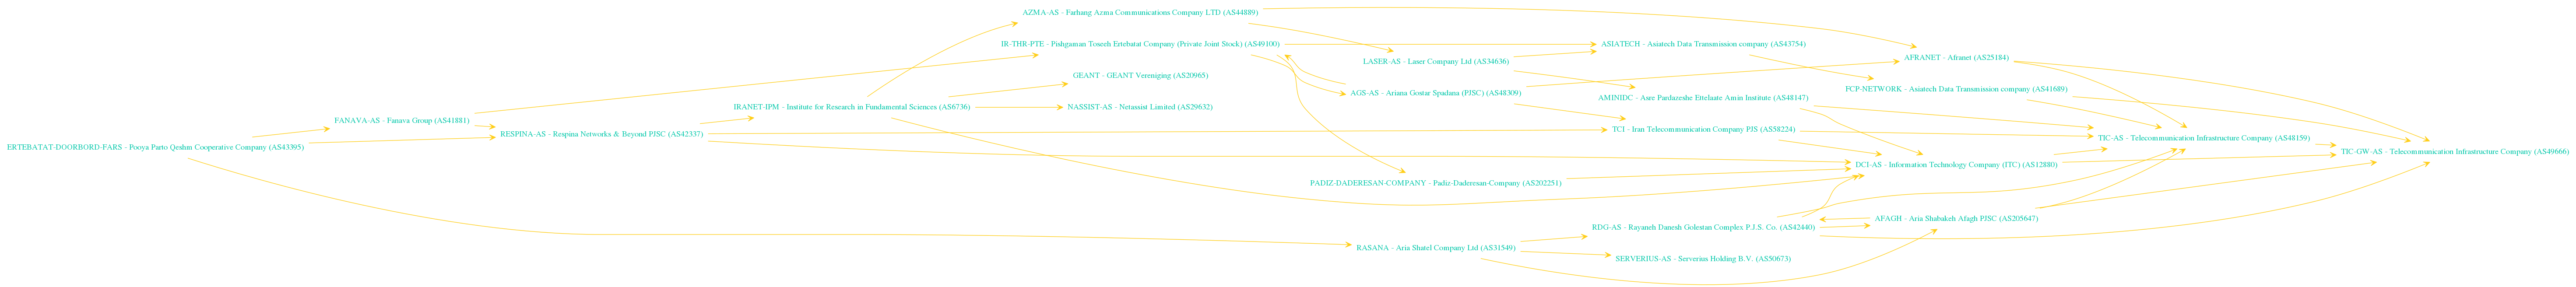 AZMA-AS - Farhang Azma Communications Company LTD (AS44889)
IR-THR-PTE - Pishgaman Toseeh Ertebatat Company (Private Joint Stock) (AS49100)
ASIATECH - Asiatech Data Transmission company (AS43754)
AFRANET - Afranet (AS25184)
LASER-AS - Laser Company Ltd (AS34636)
GEANT - GEANT Vereniging (AS20965)
FCP-NETWORK - Asiatech Data Transmission company (AS41689)
AGS-AS - Ariana Gostar Spadana (PJSC) (AS48309)
AMINIDC - Asre Pardazeshe Ettelaate Amin Institute (AS48147)
IRANET-IPM - Institute for Research in Fundamental Sciences (AS6736)
NASSIST-AS - Netassist Limited (AS29632)
FANAVA-AS - Fanava Group (AS41881)
RESPINA-AS - Respina Networks & Beyond PJSC (AS42337)
TCI - Iran Telecommunication Company PJS (AS58224)
TIC-AS - Telecommunication Infrastructure Company (AS48159)
ERTEBATAT-DOORBORD-FARS - Pooya Parto Qeshm Cooperative Company (AS43395)
TIC-GW-AS - Telecommunication Infrastructure Company (AS49666)
DCI-AS - Information Technology Company (ITC) (AS12880)
PADIZ-DADERESAN-COMPANY - Padiz-Daderesan-Company (AS202251)
AFAGH - Aria Shabakeh Afagh PJSC (AS205647)
RDG-AS - Rayaneh Danesh Golestan Complex P.J.S. Co. (AS42440)
RASANA - Aria Shatel Company Ltd (AS31549)
SERVERIUS-AS - Serverius Holding B.V. (AS50673)